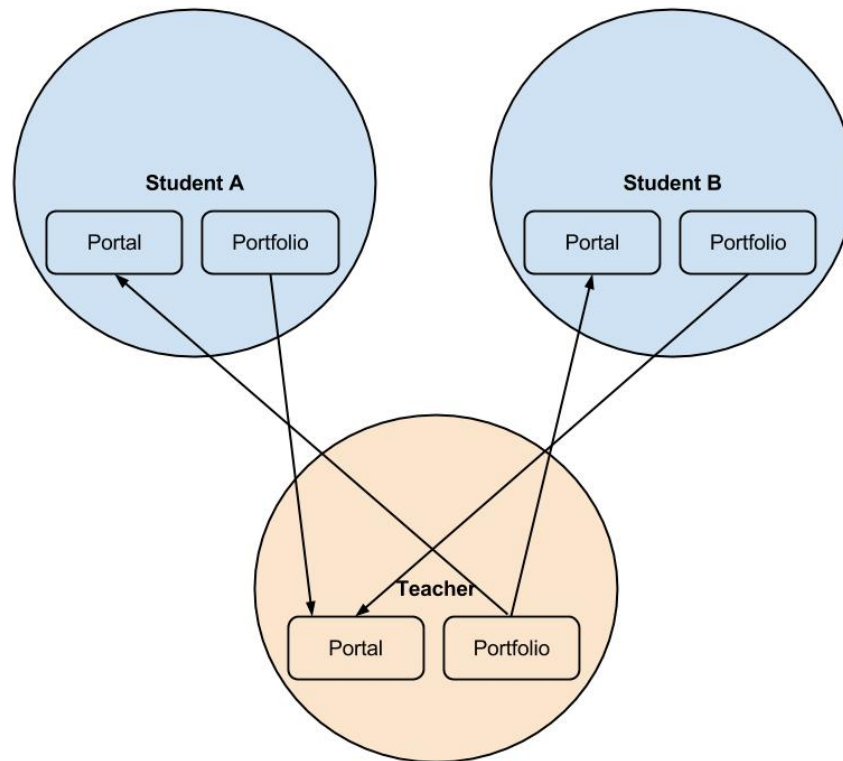 Student A
Portal
Portfolio
Student B
Portal
Portfolio
Teacher
Portal
Portfolio